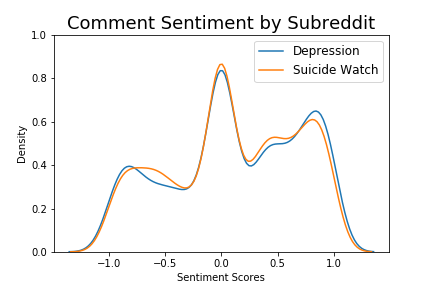 Comment Sentiment by Subreddit
Depression
Suicide Watch
1.0
0.8
0.6
0.4
0.2
0.0
Density
−1.0 −0.5 0.0 0.5 1.0
Sentiment Scores